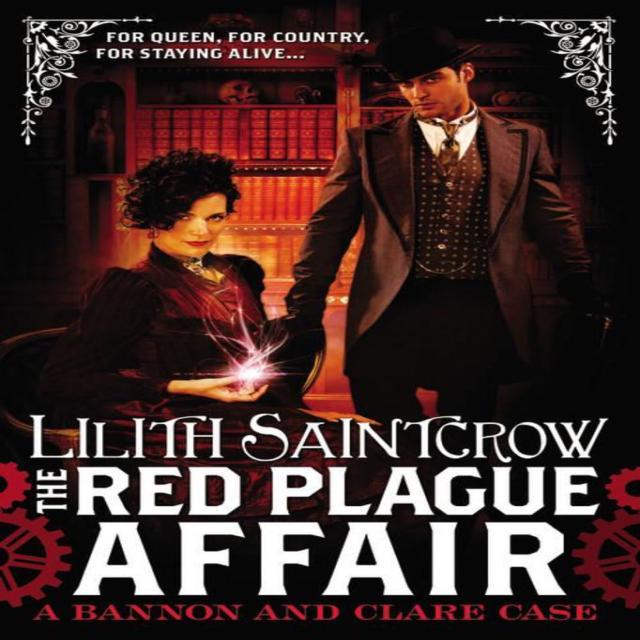 FOR QUEEN, FOR COUNTRY,
FOR STAYING ALIVE...
LILITH SAINTCROW
THE RED PLAGUE
AFFAIR
A BANNON AND CLARE CASE